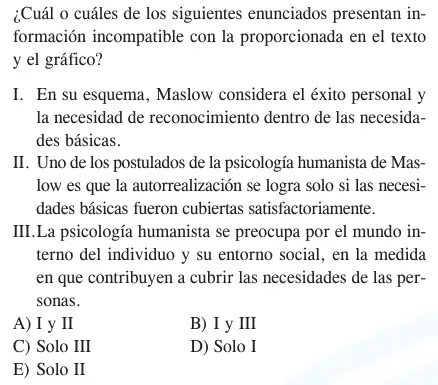 ¿Cuál o cuáles de los siguientes enunciados presentan in-
formación incompatible con la proporcionada en el texto
y el gráfico?
I. En su esquema, Maslow considera el éxito personal y
la necesidad de reconocimiento dentro de las necesida-
des básicas.
II. Uno de los postulados de la psicología humanista de Mas-
low es que la autorrealización se logra solo si las necesi-
dades básicas fueron cubiertas satisfactoriamente.
III.La psicología humanista se preocupa por el mundo in-
terno del individuo y su entorno social, en la medida
en que contribuyen a cubrir las necesidades de las per-
sonas.
A) I y II B) I y III
C) Solo III D) Solo I
E) Solo II